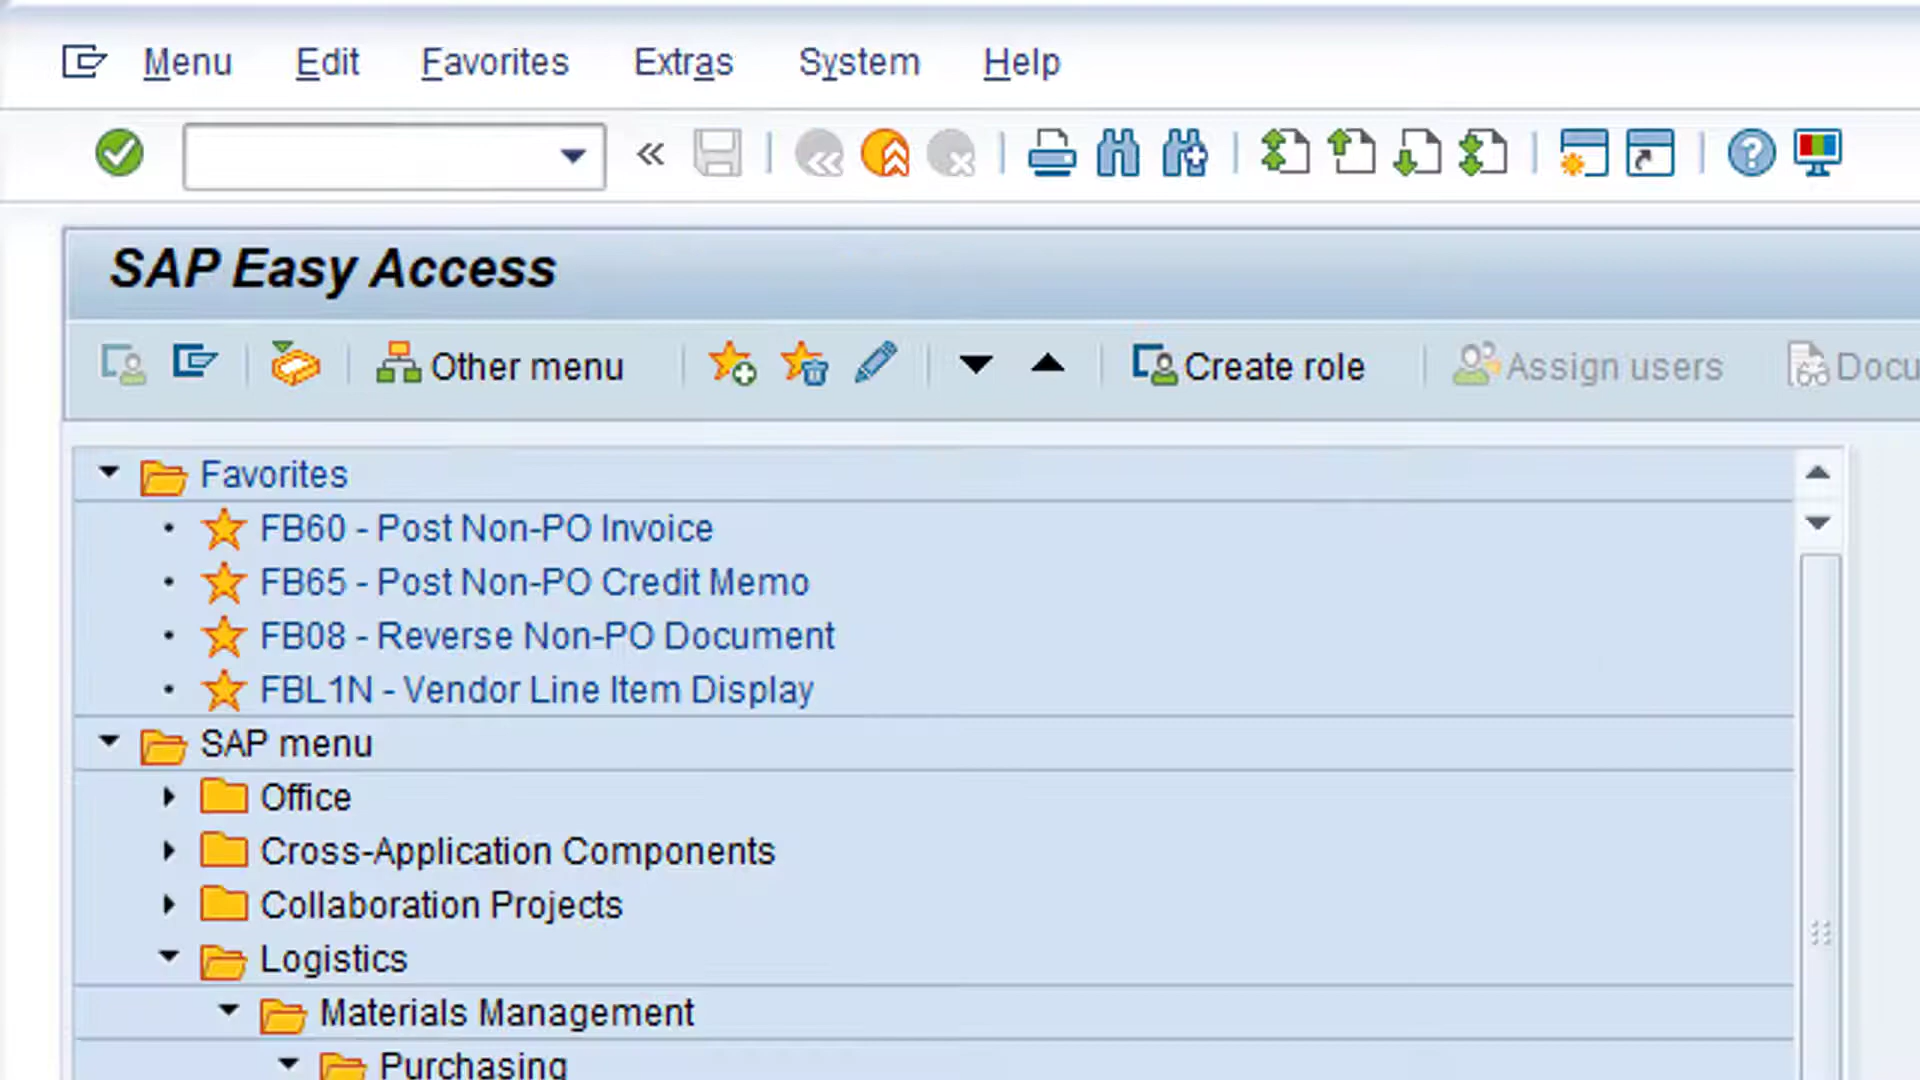 Menu Edit Favorites Extras System Help
SAP Easy Access
Other menu Create role Assign users Docu
Favorites
FB60 - Post Non-PO Invoice
FB65 - Post Non-PO Credit Memo
FB08 - Reverse Non-PO Document
FBL1N - Vendor Line Item Display
SAP menu
Office
Cross-Application Components
Collaboration Projects
Logistics
Materials Management
Purchasing